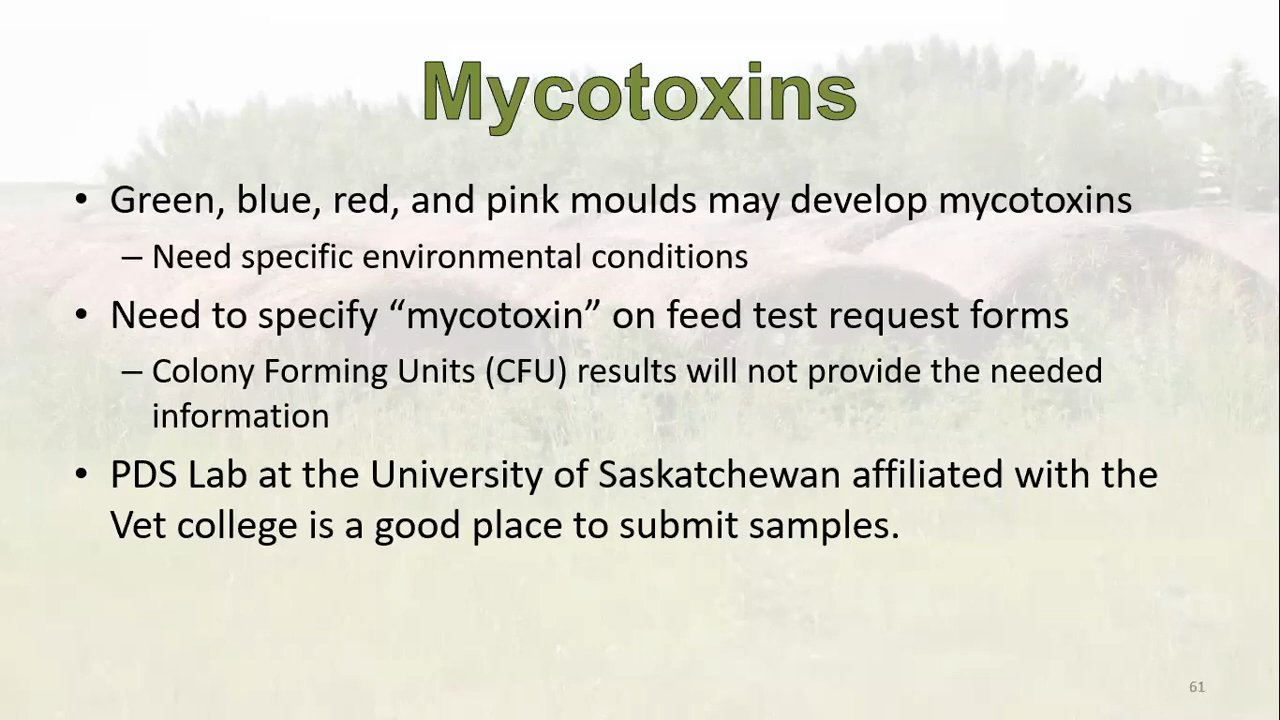 Mycotoxins
• Green, blue, red, and pink moulds may develop mycotoxins
– Need specific environmental conditions
• Need to specify “mycotoxin” on feed test request forms
– Colony Forming Units (CFU) results will not provide the needed
information
• PDS Lab at the University of Saskatchewan affiliated with the
Vet college is a good place to submit samples.
61